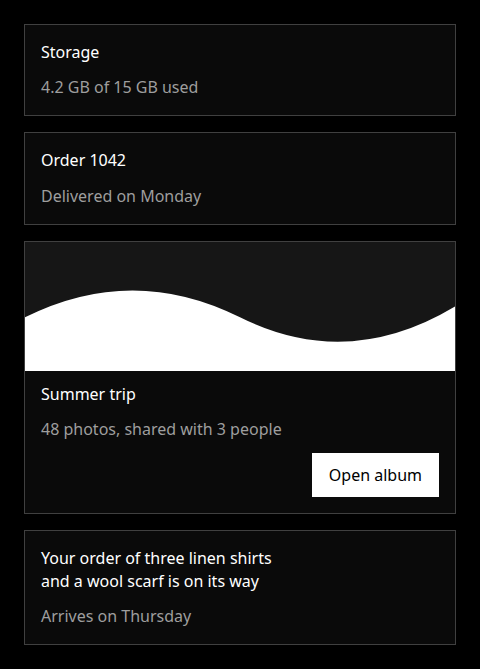 Storage
4.2 GB of 15 GB used
Order 1042
Delivered on Monday
Summer trip
48 photos, shared with 3 people
Open album
Your order of three linen shirts
and a wool scarf is on its way
Arrives on Thursday